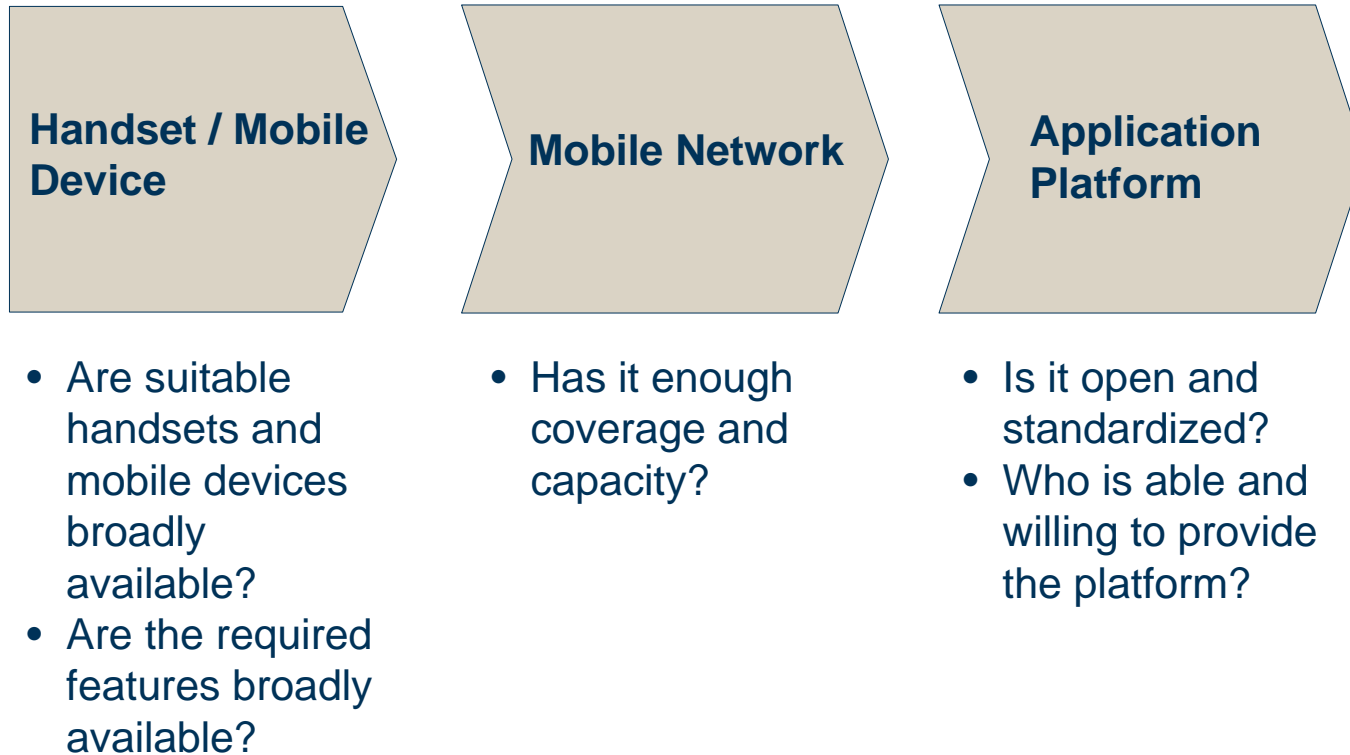 Handset / Mobile
Device
Mobile Network
Application
Platform
• Are suitable
handsets and
mobile devices
broadly
available?
• Are the required
features broadly
available?
• Has it enough
coverage and
capacity?
• Is it open and
standardized?
• Who is able and
willing to provide
the platform?